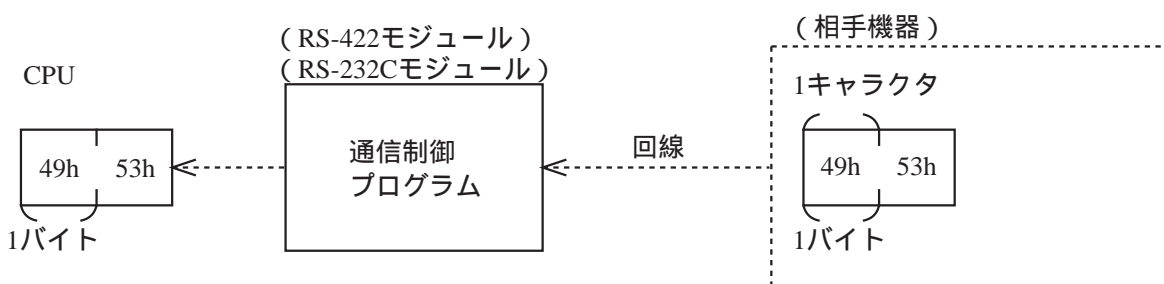 (相手機器)
(RS-422モジュール)
(RS-232Cモジュール)
CPU
1キャラクタ
回線
49h 53h
通信制御
プログラム
49h 53h
1バイト
1バイト